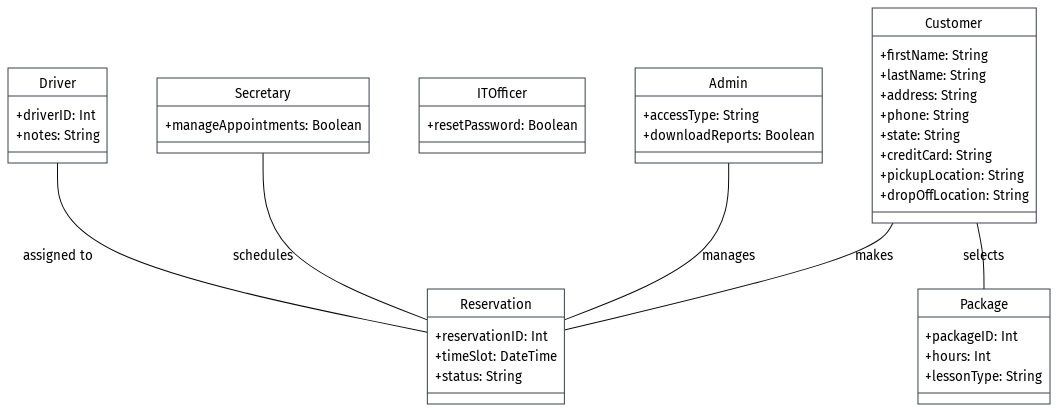 Driver
+driverID: Int
+notes: String
Secretary
+manageAppointments: Boolean
ITOfficer
+resetPassword: Boolean
Admin
+accessType: String
+downloadReports: Boolean
Customer
+firstName: String
+lastName: String
+address: String
+phone: String
+state: String
+creditCard: String
+pickupLocation: String
+dropOffLocation: String
assigned to
schedules
manages
makes
selects
Reservation
+reservationID: Int
+timeSlot: DateTime
+status: String
Package
+packageID: Int
+hours: Int
+lessonType: String